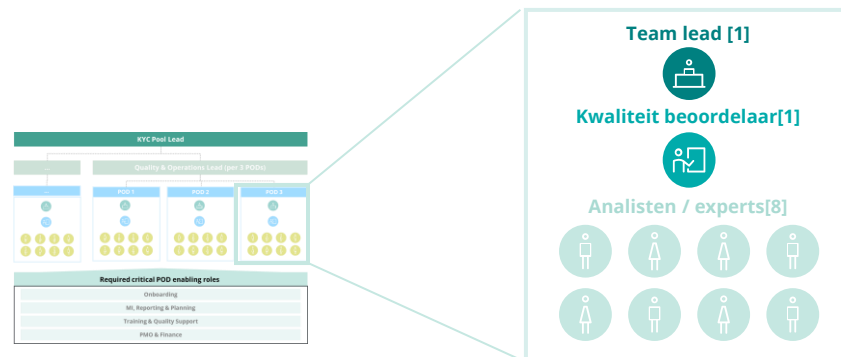 Team lead [1]
Kwaliteit beoordelaar[1]
Analisten / experts[8]
KYC Pool Lead
...
Quality & Operations Lead (per 3 PODs)
...
POD 1
POD 2
POD 3
Required critical POD enabling roles
Onboarding
MI, Reporting & Planning
Training & Quality Support
PMO & Finance